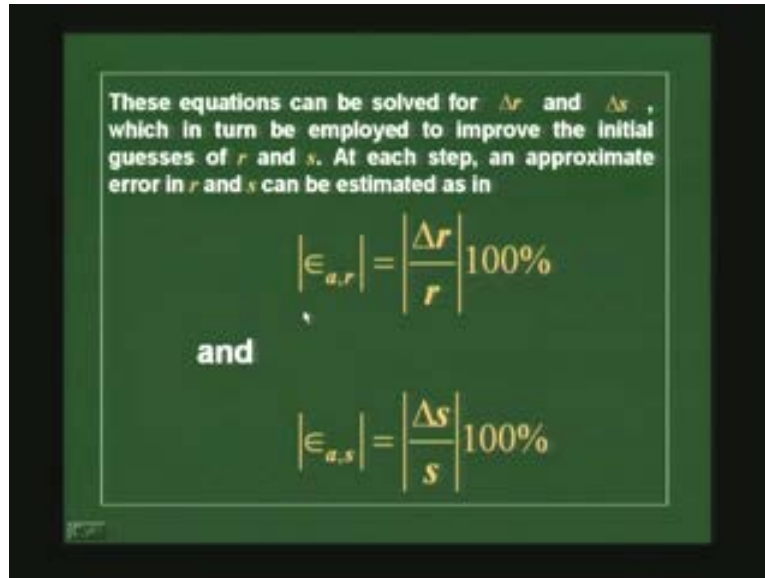 These equations can be solved for Δr and Δs ,
which in turn be employed to improve the initial
guesses of r and s. At each step, an approximate
error in r and s can be estimated as in
|∈a,r| = |Δr/r| 100%
and
|∈a,s| = |Δs/s| 100%